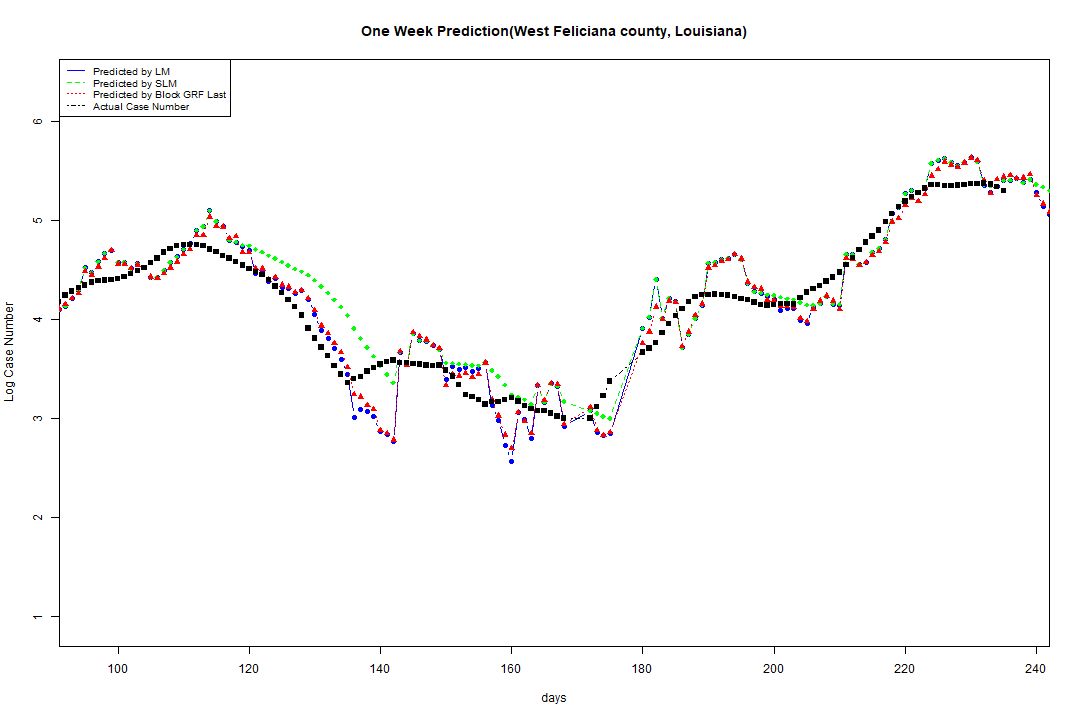 One Week Prediction(West Feliciana county, Louisiana)
Predicted by LM
Predicted by SLM
Predicted by Block GRF Last
Actual Case Number
Log Case Number
6
5
4
3
2
1
100 120 140 160 180 200 220 240
days